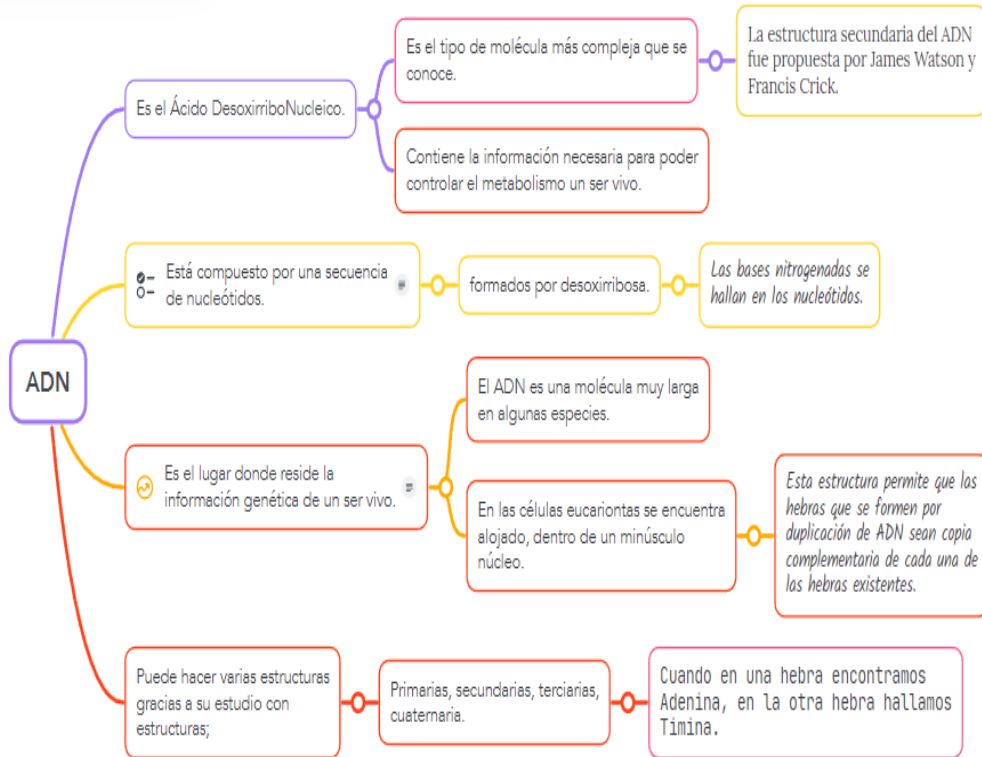 ADN
Es el Ácido DesoxirriboNucleico.
Es el tipo de molécula más compleja que se
conoce.
La estructura secundaria del ADN
fue propuesta por James Watson y
Francis Crick.
Contiene la información necesaria para poder
controlar el metabolismo un ser vivo.
Está compuesto por una secuencia
de nucleótidos.
formados por desoxirribosa.
Las bases nitrogenadas se
hallan en los nucleótidos.
Es el lugar donde reside la
información genética de un ser vivo.
El ADN es una molécula muy larga
en algunas especies.
En las células eucariontas se encuentra
alojado, dentro de un minúsculo
núcleo.
Esta estructura permite que las
hebras que se formen por
duplicación de ADN sean copia
complementaria de cada una de
las hebras existentes.
Puede hacer varias estructuras
gracias a su estudio con
estructuras;
Primarias, secundarias, terciarias,
cuaternaria.
Cuando en una hebra encontramos
Adenina, en la otra hebra hallamos
Timina.